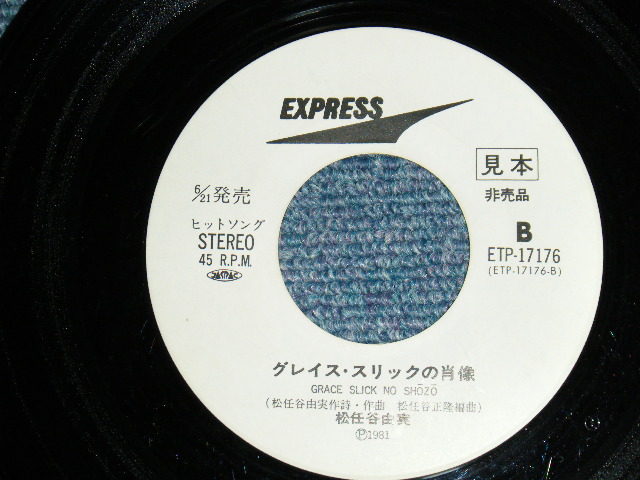 EXPRESS
見本
非売品
6/21発売
ヒットソング
STEREO
45 R.P.M.
JASRAC
B
ETP-17176
(ETP-17176-B)
グレイス・スリックの肖像
GRACE SLICK NO SHŌZŌ
(松任谷由実作詩・作曲 松任谷正隆編曲)
松任谷由実
Ⓟ1981